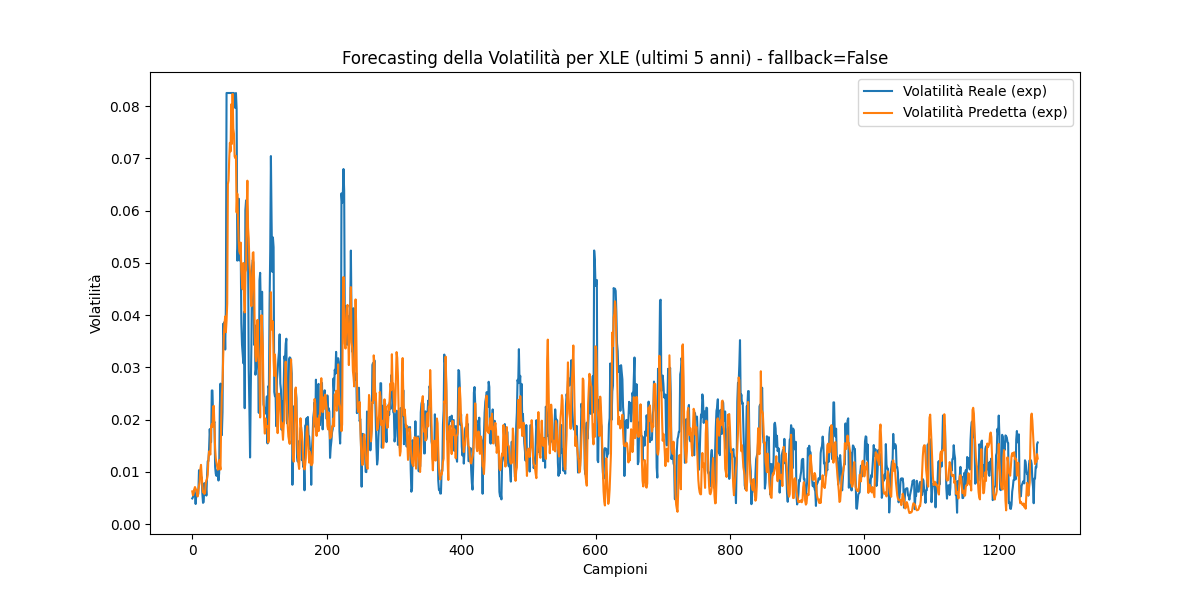 Forecasting della Volatilità per XLE (ultimi 5 anni) - fallback=False
Volatilità Reale (exp)
Volatilità Predetta (exp)
Volatilità
0.08
0.07
0.06
0.05
0.04
0.03
0.02
0.01
0.00
0 200 400 600 800 1000 1200
Campioni